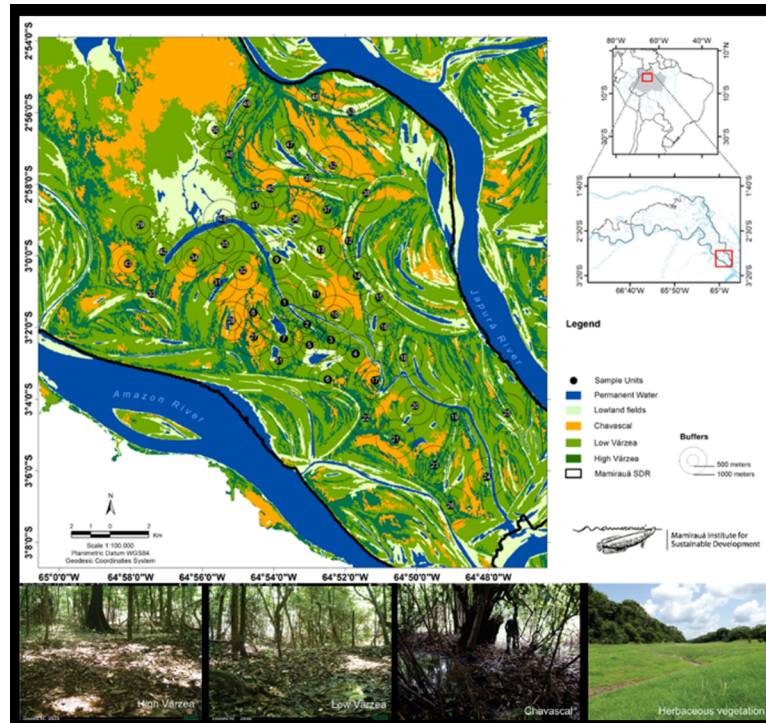 2°54'0"S
2°56'0"S
2°58'0"S
3°0'0"S
3°2'0"S
3°4'0"S
3°6'0"S
3°8'0"S
65°0'0"W
64°58'0"W
64°56'0"W
64°54'0"W
64°52'0"W
64°50'0"W
64°48'0"W
Japurá River
Amazon River
N
2 1 0 2
Km
Scale 1:100.000
Planimetric Datum WGS84
Geodesic Coordinates System
80°W
60°W
40°W
10°N
10°S
30°S
1°40'S
2°30'S
3°20'S
66°40'W
65°50'W
65°W
Legend
Sample Units
Permanent Water
Lowland fields
Chavascal
Low Várzea
High Várzea
Mamirauá SDR
Buffers
500 meters
1000 meters
Mamirauá Institute for
Sustainable Development
High Várzea
Low Várzea
Chavascal
Herbaceous vegetation